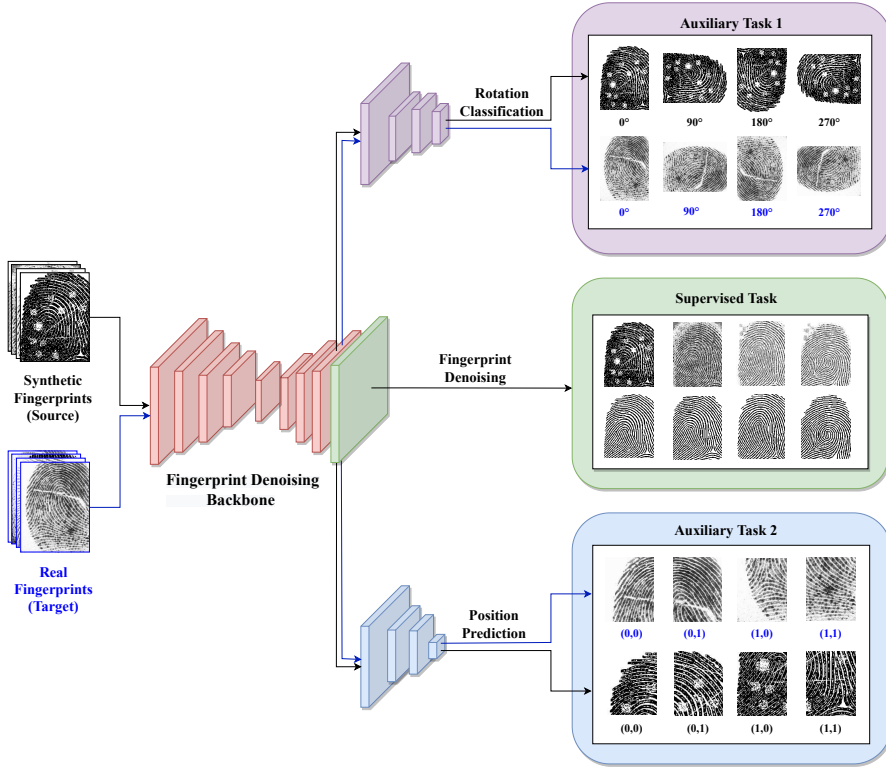 Auxiliary Task 1
Rotation
Classification
0° 90° 180° 270°
0° 90° 180° 270°
Synthetic
Fingerprints
(Source)
Real
Fingerprints
(Target)
Fingerprint Denoising
Backbone
Fingerprint
Denoising
Supervised Task
Auxiliary Task 2
Position
Prediction
(0,0) (0,1) (1,0) (1,1)
(0,0) (0,1) (1,0) (1,1)